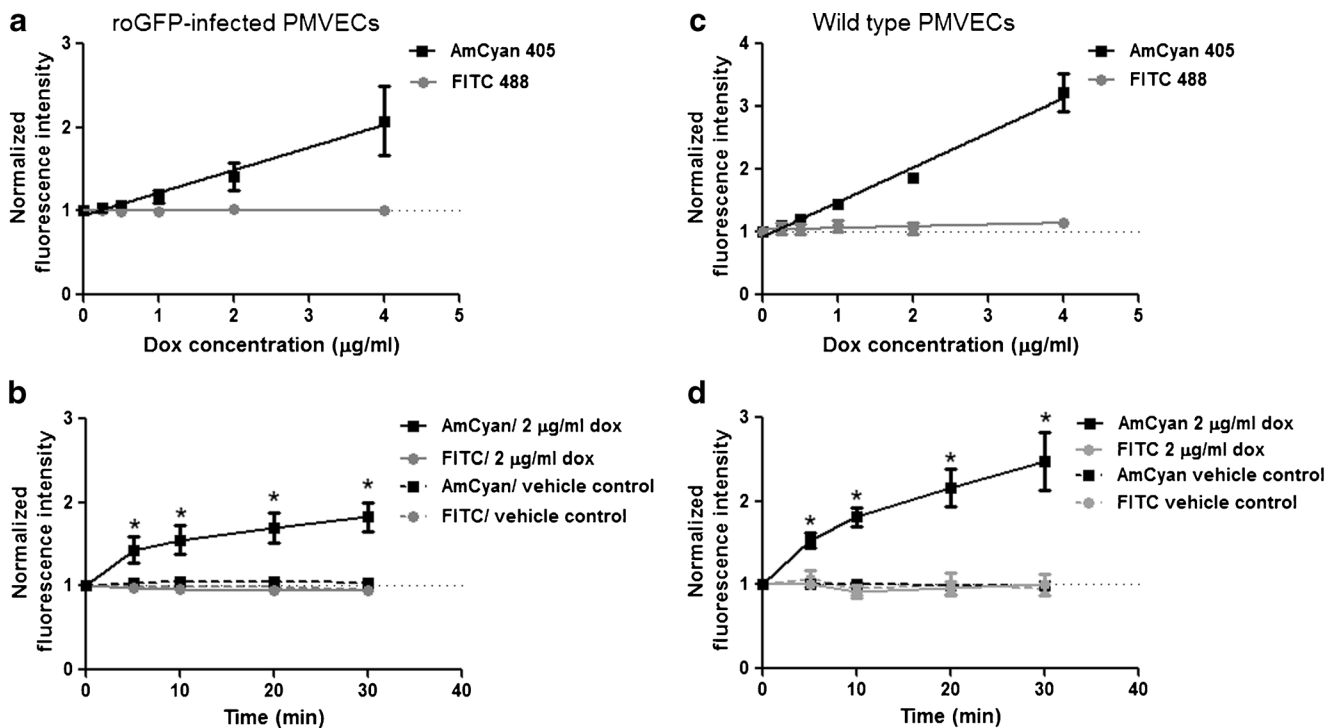 a
roGFP-infected PMVECs
Normalized
fluorescence intensity
3
2
1
0
0
1
2
3
4
5
Dox concentration (µg/ml)
AmCyan 405
FITC 488
c
Wild type PMVECs
Normalized
fluorescence intensity
4
3
2
1
0
0
1
2
3
4
5
Dox concentration (µg/ml)
AmCyan 405
FITC 488
b
Normalized
fluorescence intensity
3
2
1
0
* * * *
0
10
20
30
40
Time (min)
AmCyan/ 2 µg/ml dox
FITC/ 2 µg/ml dox
AmCyan/ vehicle control
FITC/ vehicle control
d
Normalized
fluorescence intensity
3
2
1
0
* * * *
0
10
20
30
40
Time (min)
AmCyan 2 µg/ml dox
FITC 2 µg/ml dox
AmCyan vehicle control
FITC vehicle control